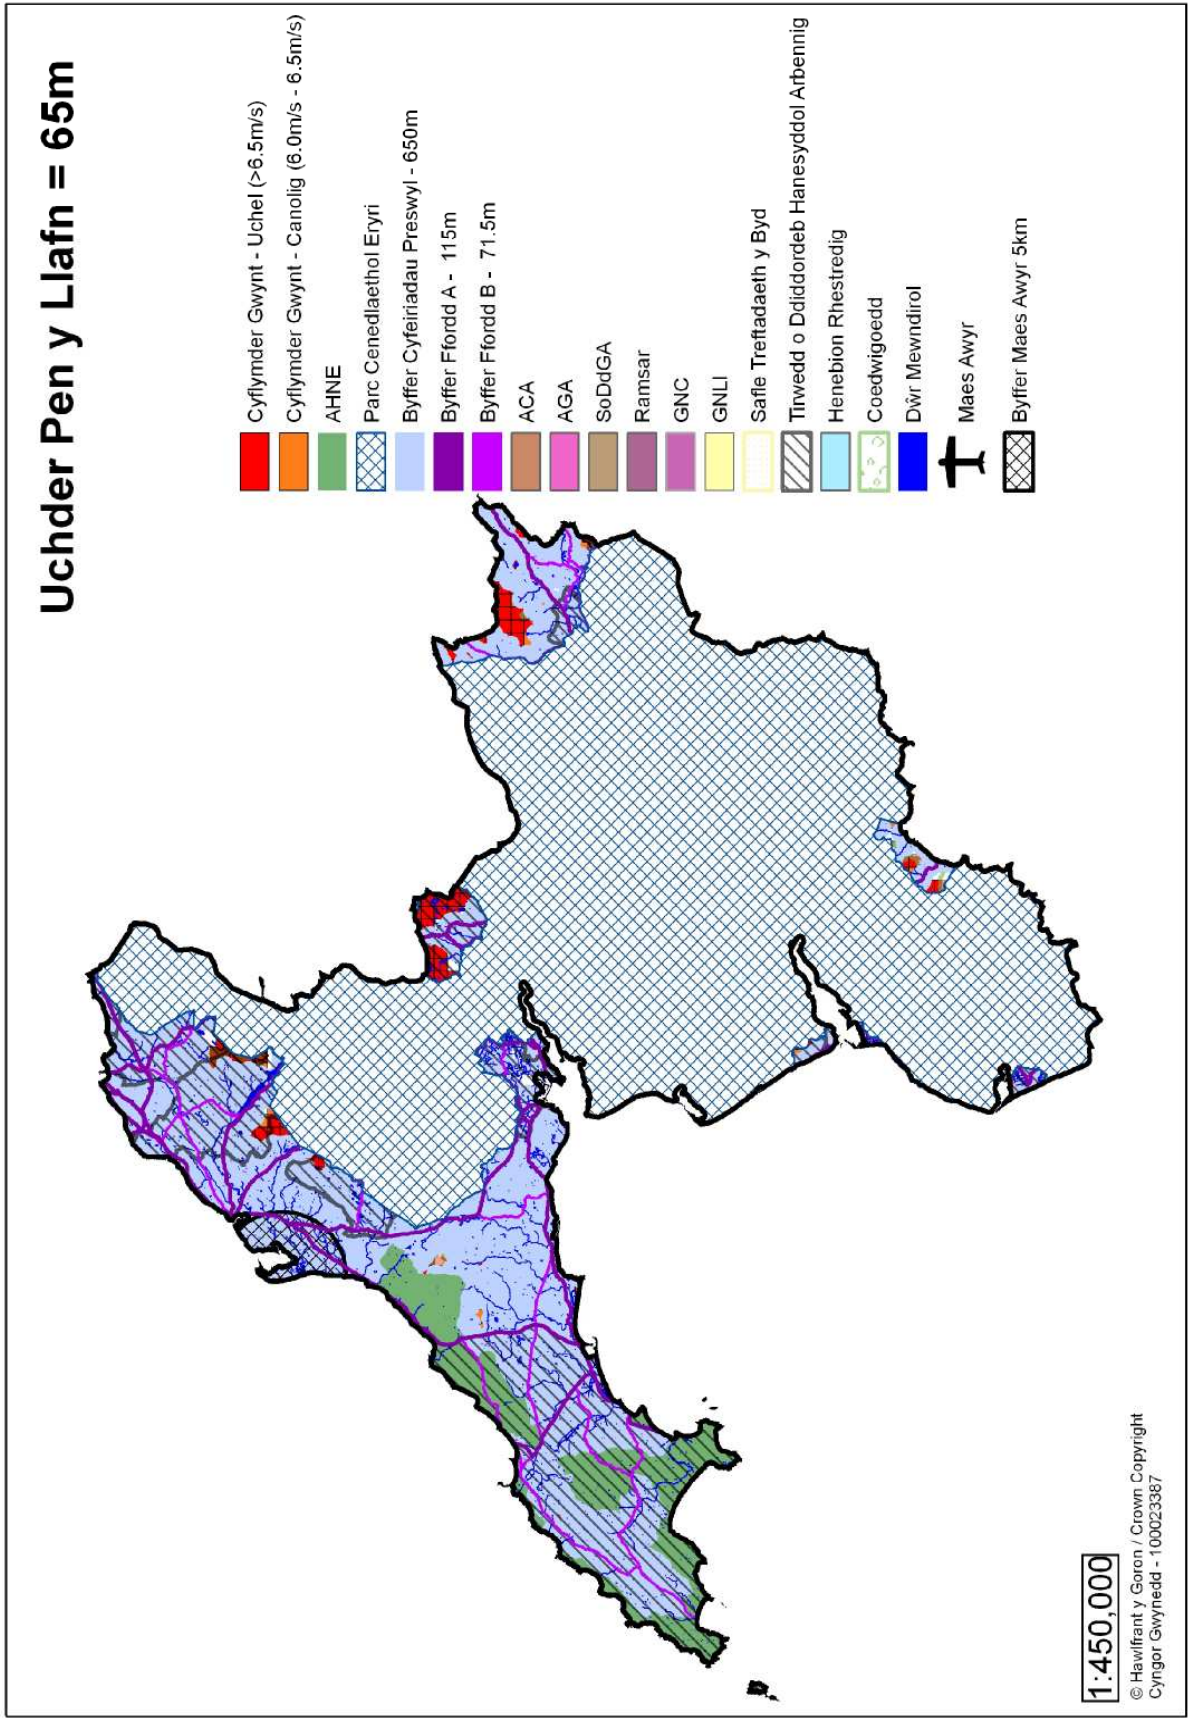 Uchder Pen y Llafn = 65m
Cyflymder Gwynt - Uchel (>6.5m/s)
Cyflymder Gwynt - Canolig (6.0m/s - 6.5m/s)
AHNE
Parc Cenedlaethol Eryri
Byffer Cyfeiriadau Preswyl - 650m
Byffer Ffordd A - 115m
Byffer Ffordd B - 71.5m
ACA
AGA
SoDdGA
Ramsar
GNC
GNLl
Safle Treftadaeth y Byd
Tirwedd o Ddiddordeb Hanesyddol Arbennig
Henebion Rhestredig
Coedwigoedd
Dŵr Mewndirol
Maes Awyr
Byffer Maes Awyr 5km
1:450,000
© Hawlfraint y Goron / Crown Copyright
Cyngor Gwynedd - 100023387